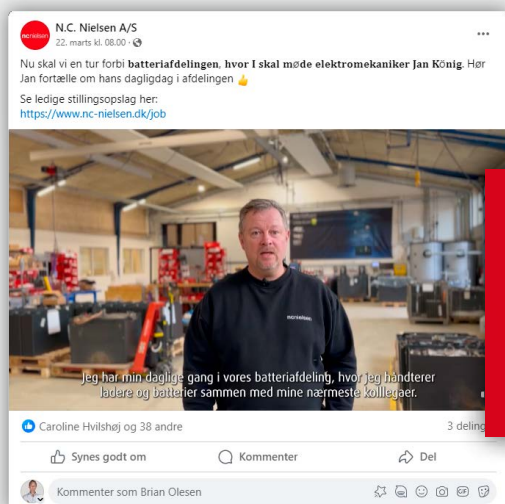 ncnielsen
N.C. Nielsen A/S
22. marts kl. 08.00 ·
Nu skal vi en tur forbi batteriafdelingen, hvor I skal møde elektromekaniker Jan König. Hør
Jan fortælle om hans dagligdag i afdelingen
Se ledige stillingsopslag her:
https://www.nc-nielsen.dk/job
ncnielsen
Jeg har min daglige gang i vores batteriafdeling, hvor jeg håndterer
ladere og batterier sammen med mine nærmeste kolllegaer.
Caroline Hvilshøj og 38 andre
3 deling
Synes godt om
Kommenter
Del
Kommenter som Brian Olesen
GIF